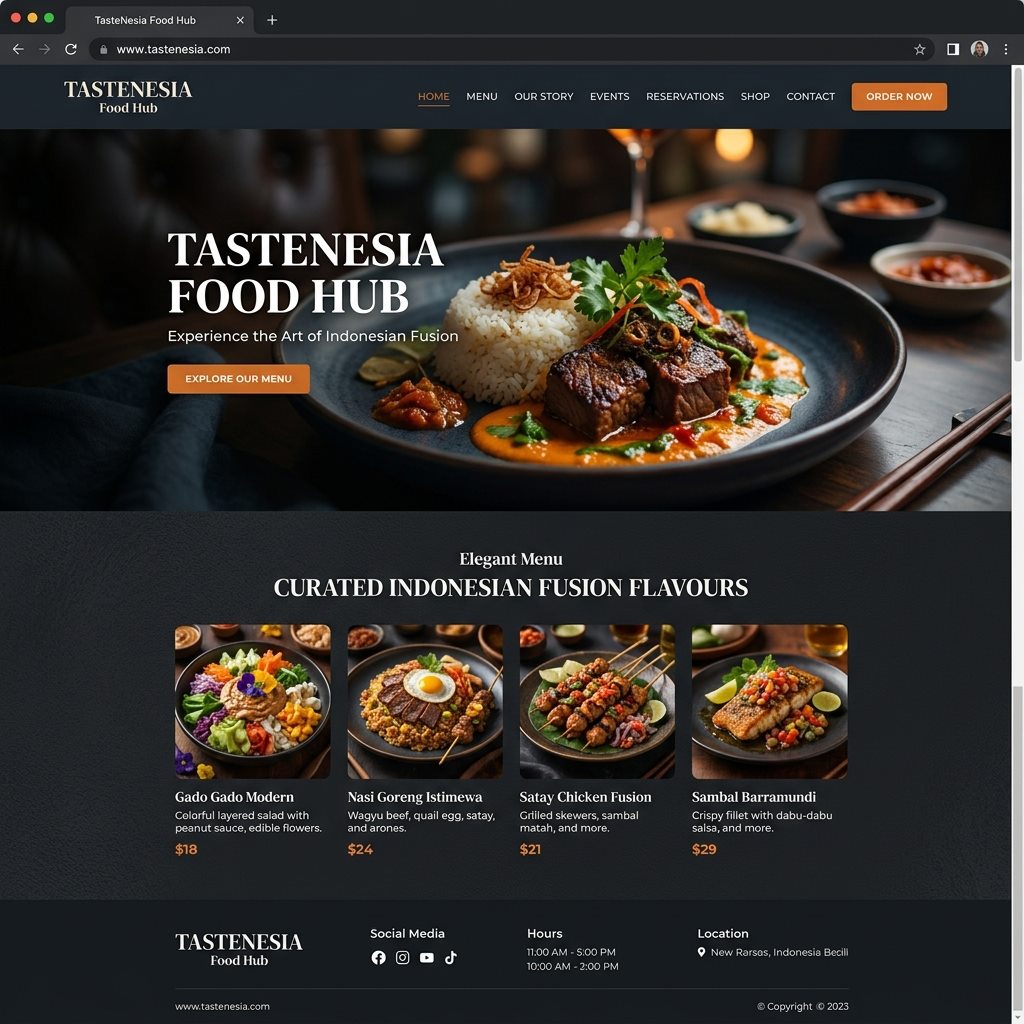 TasteNesia Food Hub
www.tastenesia.com
TASTENESIA
Food Hub
HOME MENU OUR STORY EVENTS RESERVATIONS SHOP CONTACT ORDER NOW
TASTENESIA
FOOD HUB
Experience the Art of Indonesian Fusion
EXPLORE OUR MENU
Elegant Menu
CURATED INDONESIAN FUSION FLAVOURS
Gado Gado Modern
Colorful layered salad with
peanut sauce, edible flowers.
$18
Nasi Goreng Istimewa
Wagyu beef, quail egg, satay,
and arones.
$24
Satay Chicken Fusion
Grilled skewers, sambal
matah, and more.
$21
Sambal Barramundi
Crispy fillet with dabu-dabu
salsa, and more.
$29
TASTENESIA
Food Hub
Social Media
Hours
11:00 AM - 5:00 PM
10:00 AM - 2:00 PM
Location
New Rarsas, Indonesia Becili
www.tastenesia.com
© Copyright © 2023